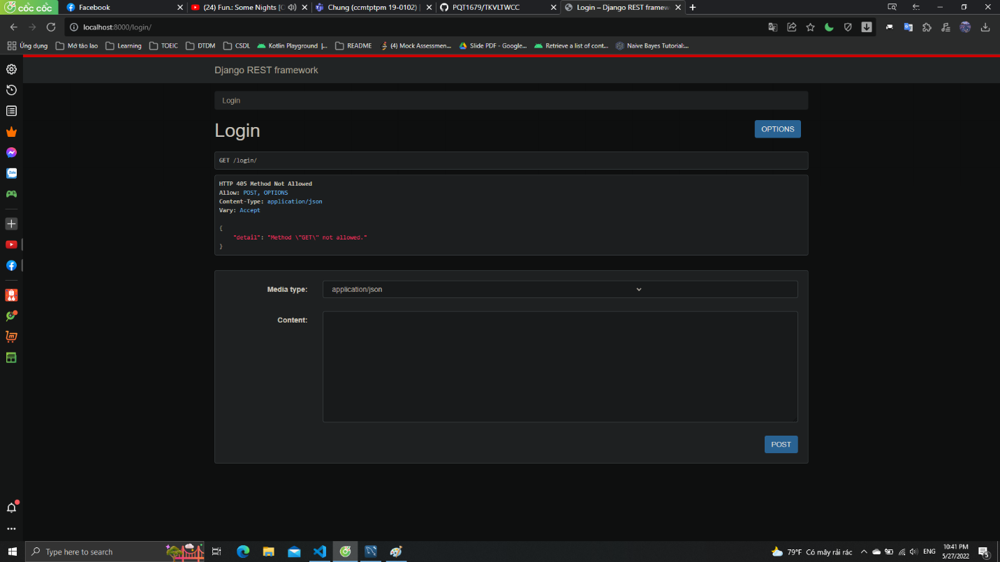 cốc cốc
Facebook
(24) Fun.: Some Nights [
Chung (ccmtptpm 19-0102) |
PQT1679/TKVLTWCC
Login – Django REST framew
localhost:8000/login/
Ứng dụng
Mớ tào lao
Learning
TOEIC
DTDM
CSDL
Kotlin Playground |...
README
(4) Mock Assessmen...
Slide PDF - Google...
Retrieve a list of cont...
Naive Bayes Tutorial:...
Django REST framework
Login
Login
OPTIONS
GET /login/
HTTP 405 Method Not Allowed
Allow: POST, OPTIONS
Content-Type: application/json
Vary: Accept
{
"detail": "Method \"GET\" not allowed."
}
Media type:
application/json
Content:
POST
Zalo
Type here to search
79°F Có mây rải rác
ENG
10:41 PM
5/27/2022
5